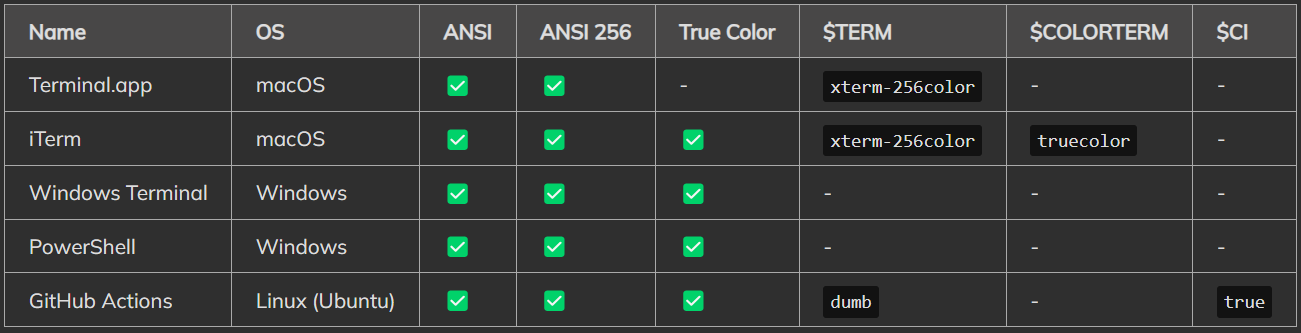 Name OS ANSI ANSI 256 True Color $TERM $COLORTERM $CI
Terminal.app macOS ✅ ✅ - xterm-256color - -
iTerm macOS ✅ ✅ ✅ xterm-256color truecolor -
Windows Terminal Windows ✅ ✅ ✅ - - -
PowerShell Windows ✅ ✅ ✅ - - -
GitHub Actions Linux (Ubuntu) ✅ ✅ ✅ dumb - true